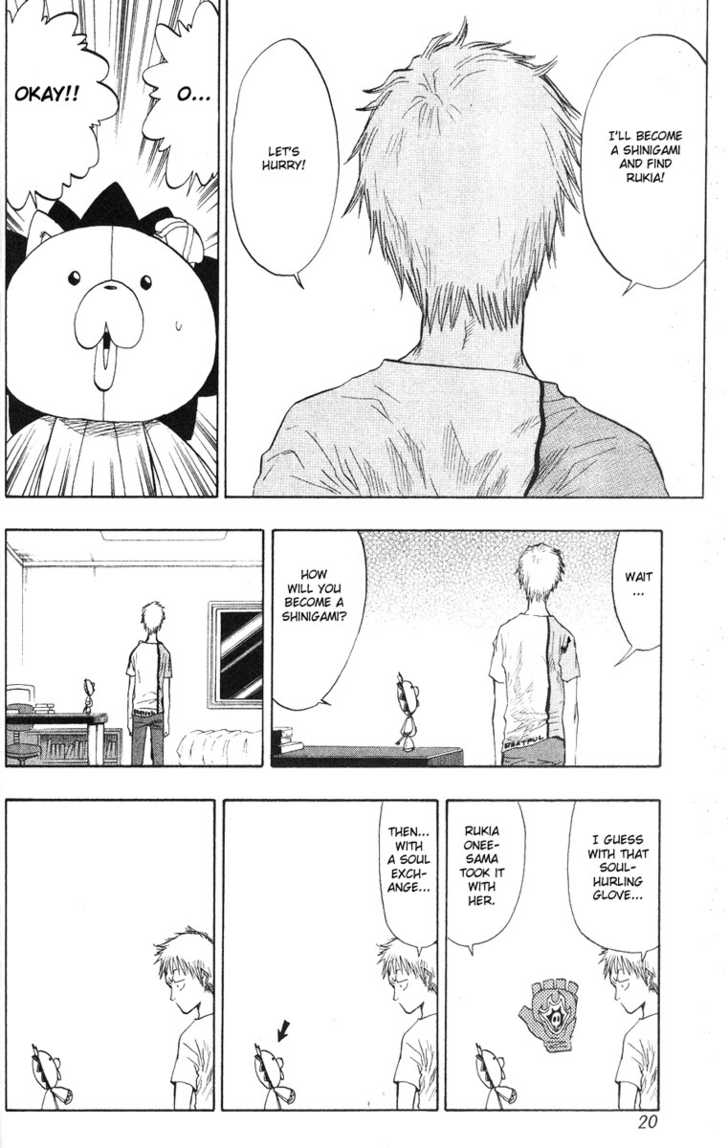 I'LL BECOME
A SHINIGAMI
AND FIND
RUKIA!
LET'S
HURRY!
O...
OKAY!!
WAIT
...
HOW
WILL YOU
BECOME A
SHINIGAMI?
I GUESS
WITH THAT
SOUL-
HURLING
GLOVE...
RUKIA
ONEE-
SAMA
TOOK IT
WITH
HER.
THEN...
WITH
A SOUL
EXCH-
ANGE...
20